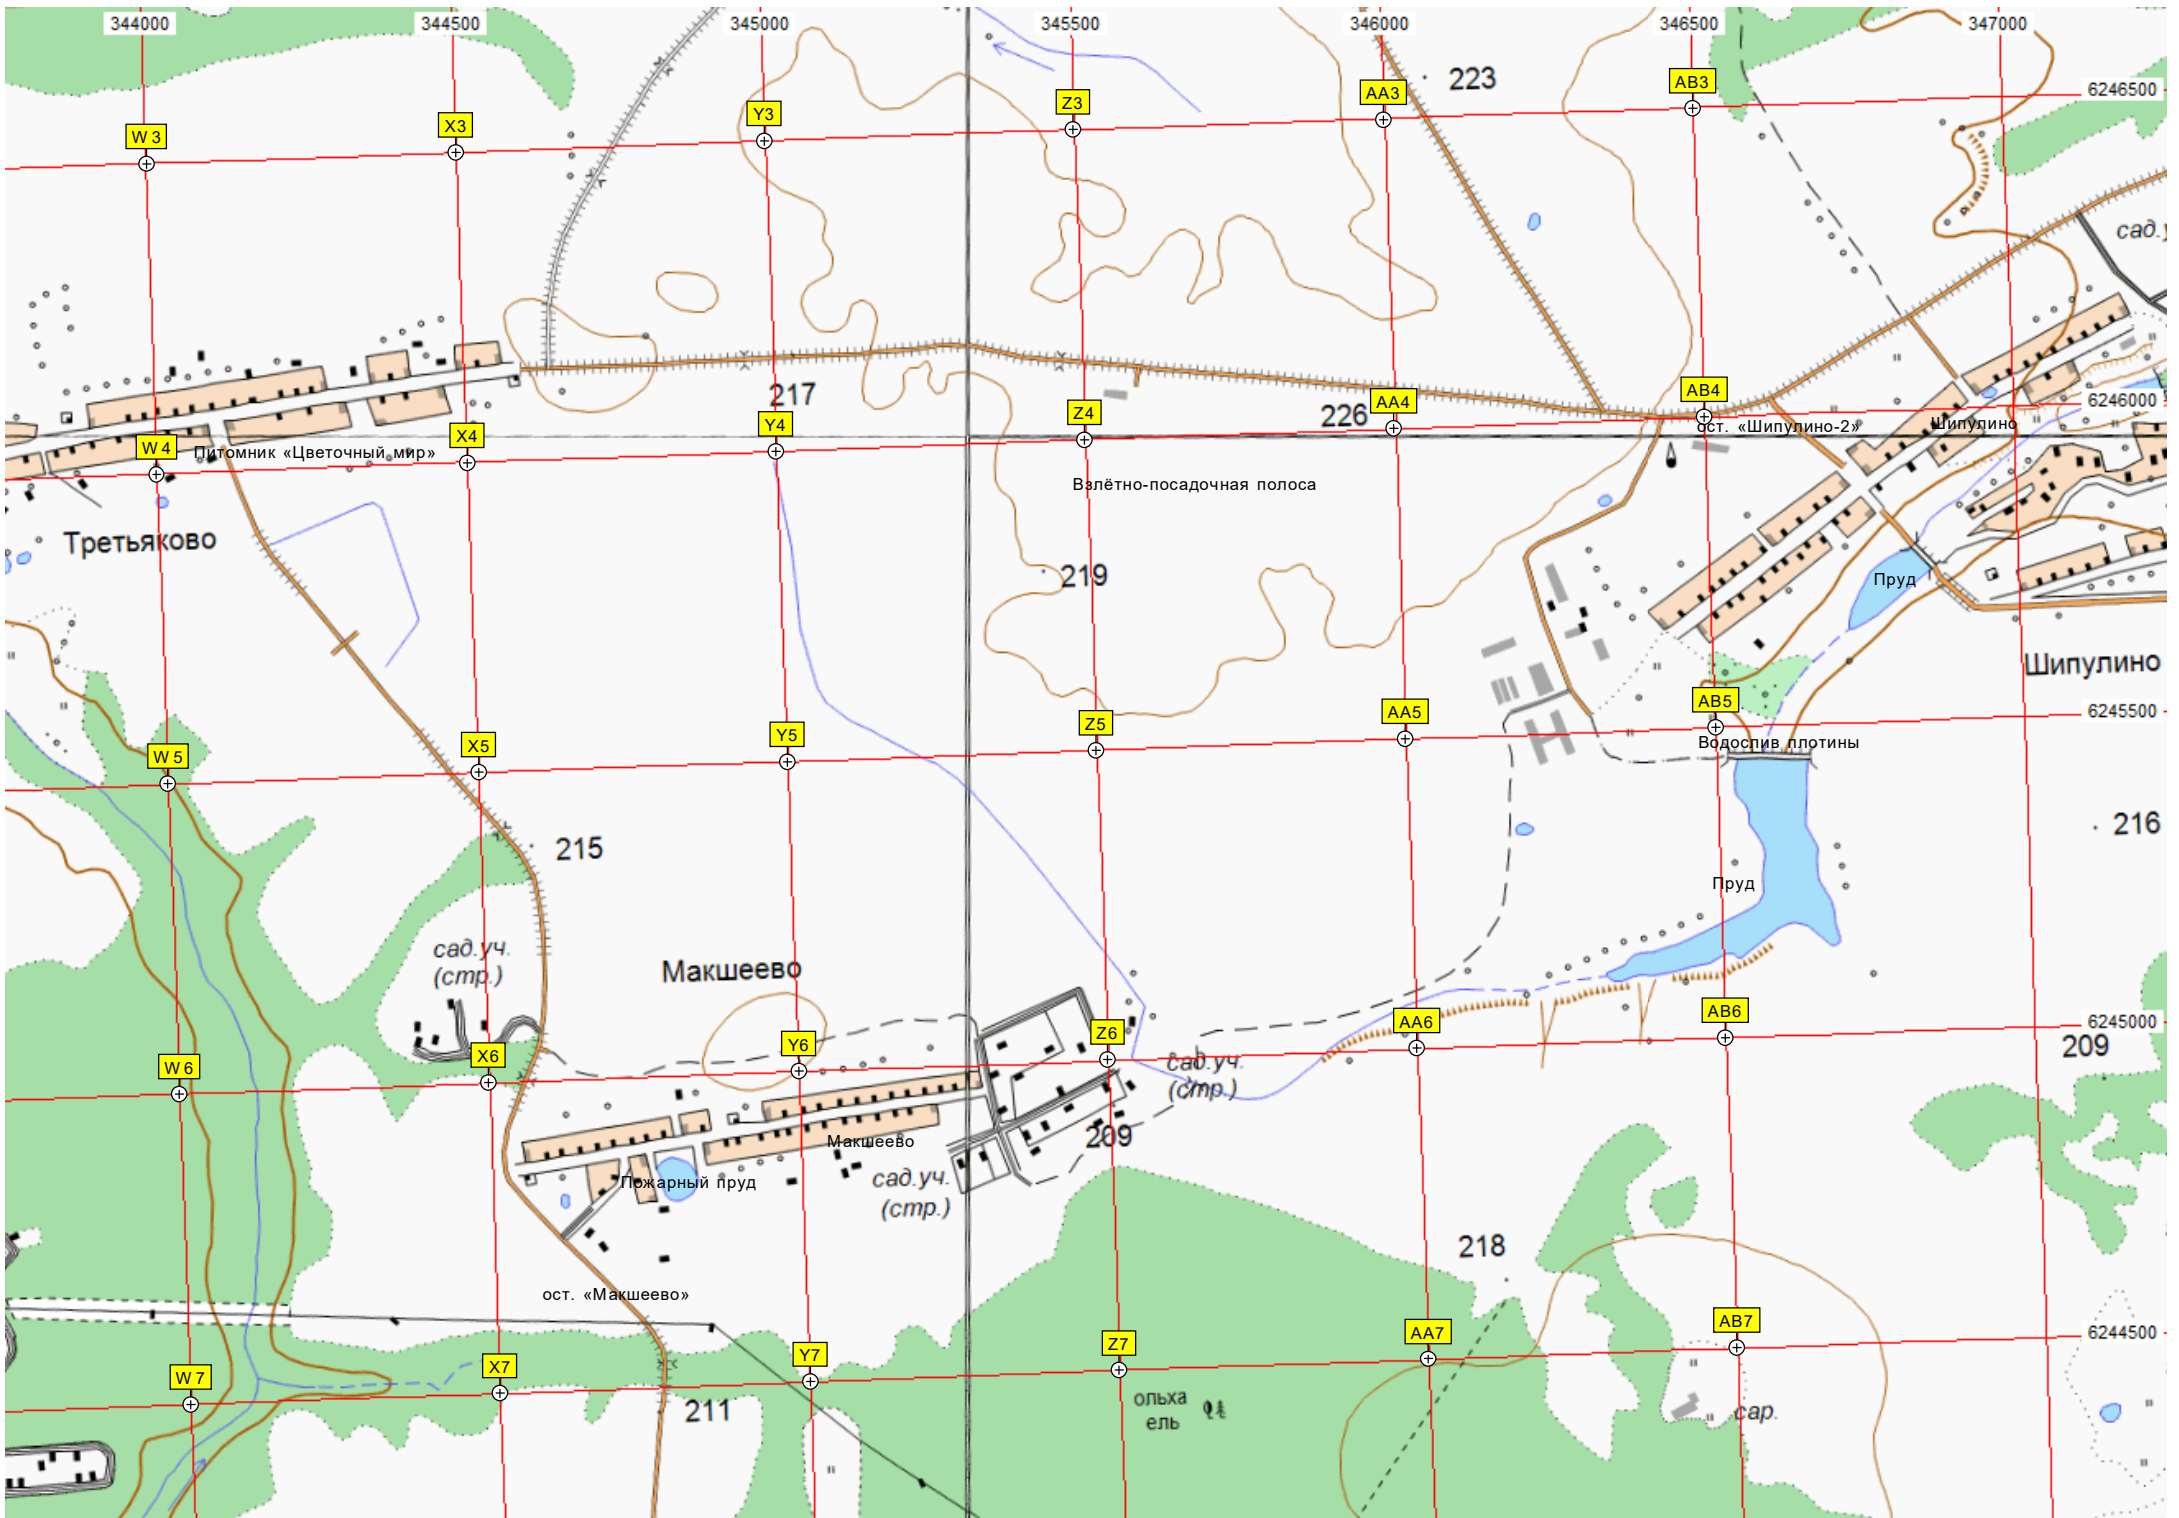 344000 344500 345000 345500 346000 346500 347000
6246500
223
W 3 X3 Y3 Z3 AA3 AB3
сад.у
217
226
W 4 X4 Y4 Z4 AA4 AB4
6246000
Питомник «Цветочный мир»
ост. «Шипулино-2»
Шипулино
Взлётно-посадочная полоса
Третьяково
219
Пруд
Шипулино
W 5 X5 Y5 Z5 AA5 AB5
6245500
Водослив плотины
215
216
Пруд
сад.уч.
(стр.)
Макшеево
W 6 X6 Y6 Z6 AA6 AB6
6245000
209
сад.уч.
(стр.)
209
Макшеево
Пожарный пруд
сад.уч.
(стр.)
218
ост. «Макшеево»
W 7 X7 Y7 Z7 AA7 AB7
6244500
211
ольха
ель
сар.